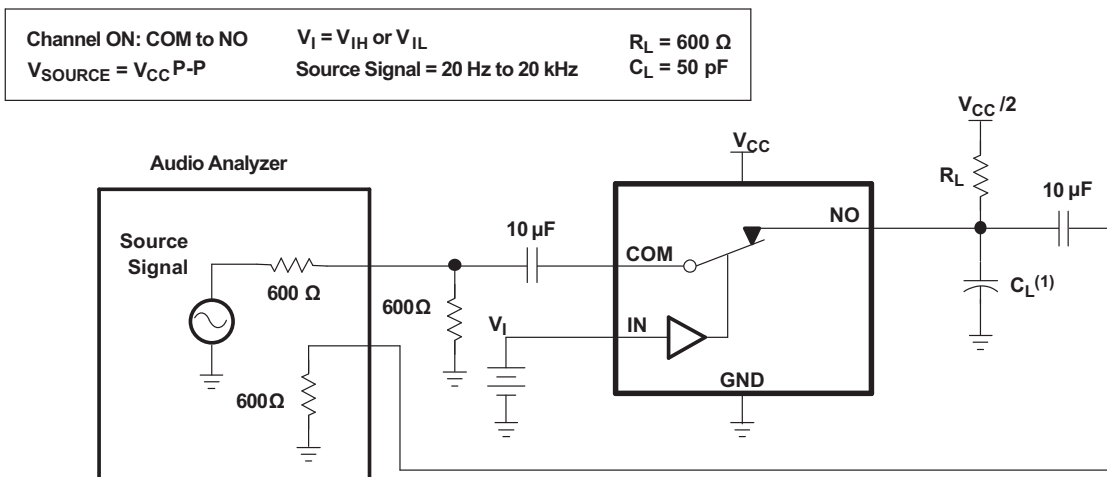 Channel ON: COM to NO
V_SOURCE = V_CC P-P
V_I = V_IH or V_IL
Source Signal = 20 Hz to 20 kHz
R_L = 600 Ω
C_L = 50 pF
V_CC/2
Audio Analyzer
V_CC
R_L
10 µF
NO
Source
Signal
10 µF
COM
600 Ω
600Ω
C_L(1)
V_I
IN
GND
600Ω